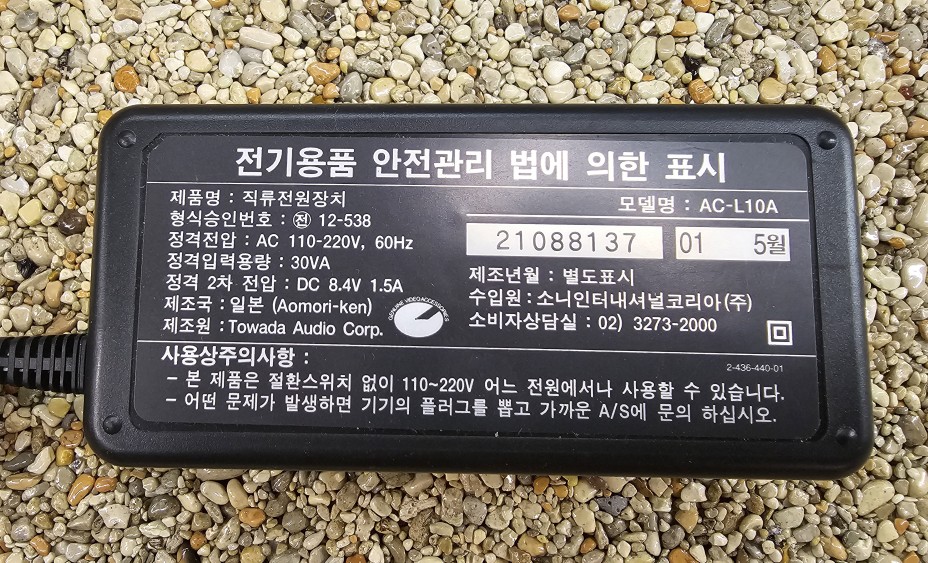 전기용품 안전관리 법에 의한 표시
제품명 : 직류전원장치
형식승인번호 : 전 12-538
정격전압 : AC 110-220V, 60Hz
정격입력용량 : 30VA
정격 2차 전압 : DC 8.4V 1.5A
제조국 : 일본 (Aomori-ken)
제조원 : Towada Audio Corp.
GENUINE VIDEO ACCESSORIES
모델명 : AC-L10A
21088137 01 5월
제조년월 : 별도표시
수입원 : 소니인터내셔널코리아(주)
소비자상담실 : 02) 3273-2000
2-436-440-01
사용상주의사항 :
- 본 제품은 절환스위치 없이 110~220V 어느 전원에서나 사용할 수 있습니다.
- 어떤 문제가 발생하면 기기의 플러그를 뽑고 가까운 A/S에 문의 하십시오.